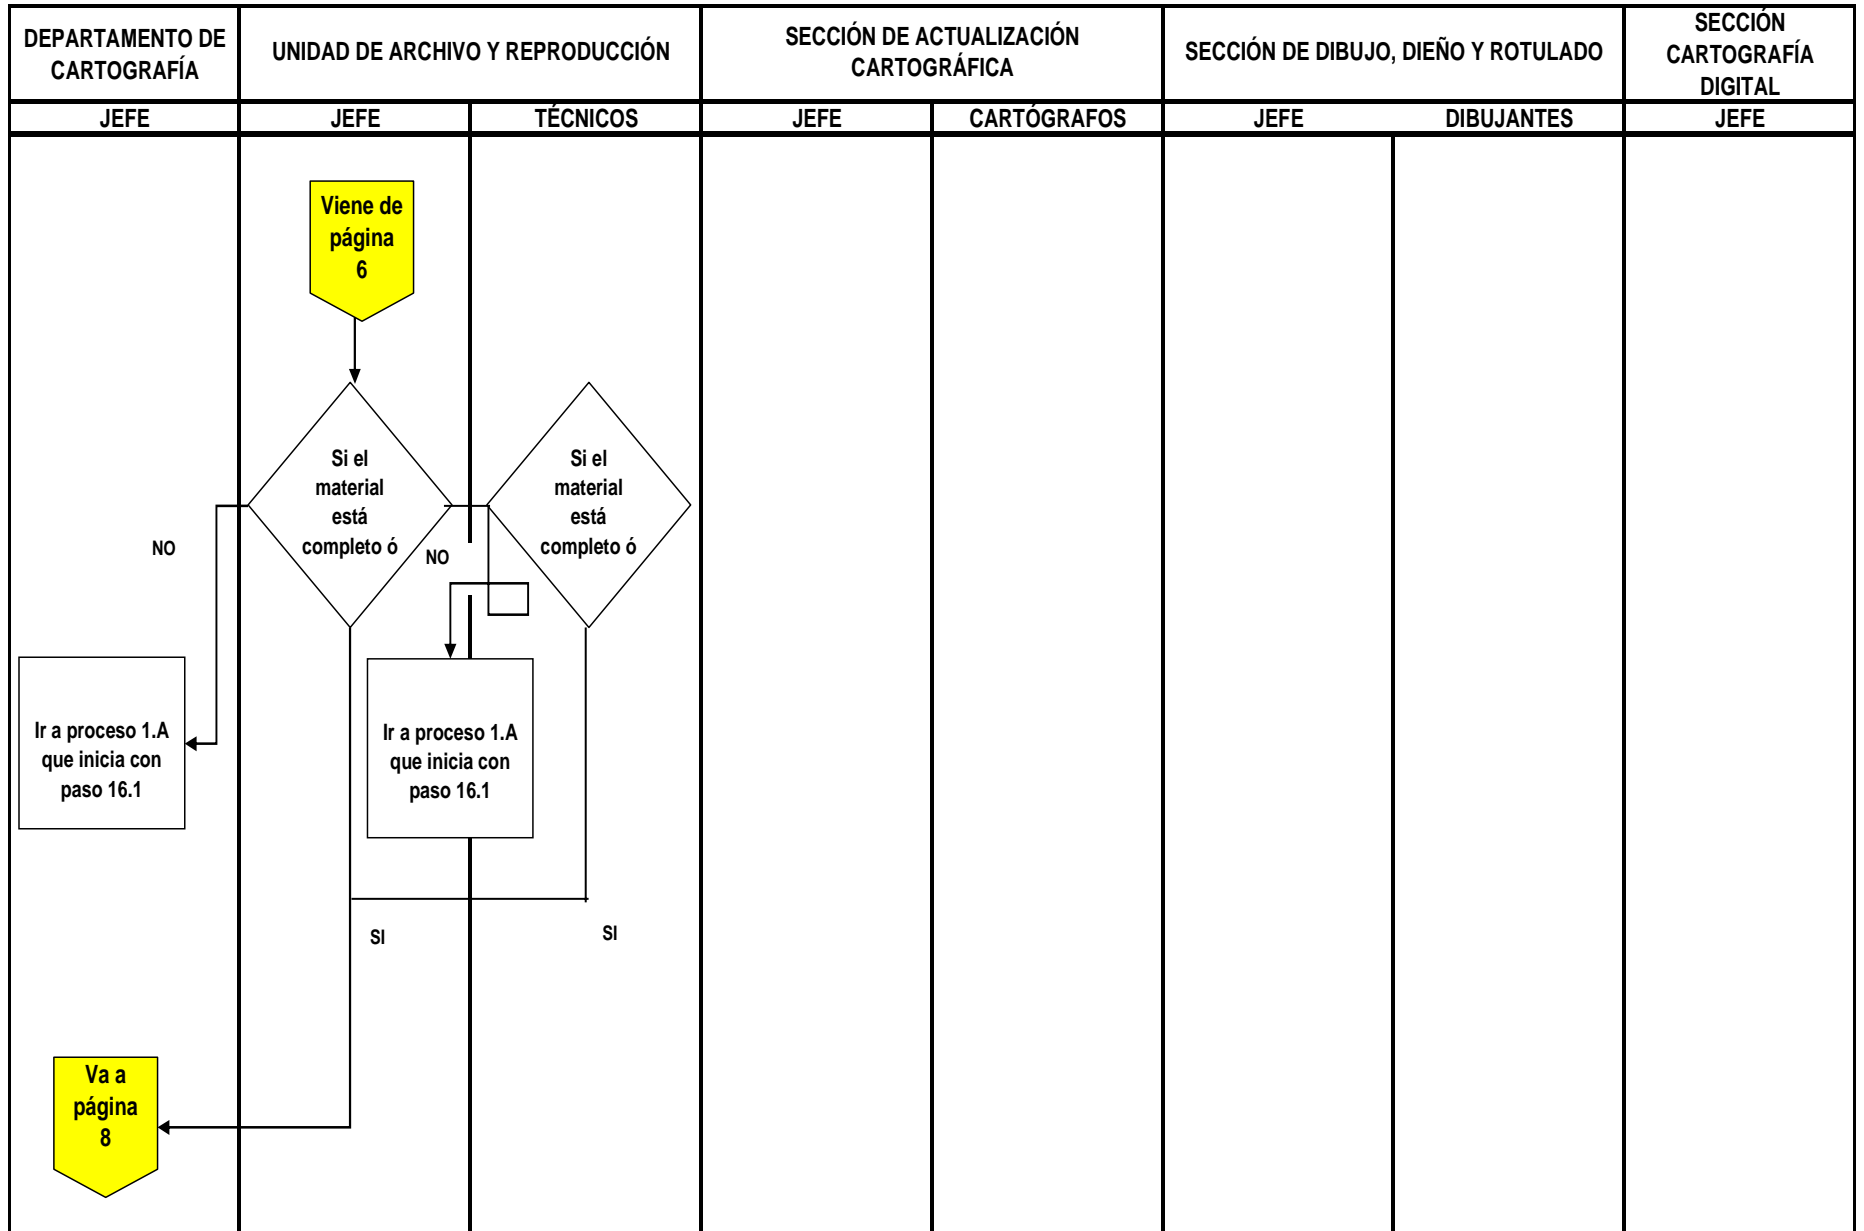 DEPARTAMENTO DE
CARTOGRAFÍA
UNIDAD DE ARCHIVO Y REPRODUCCIÓN
SECCIÓN DE ACTUALIZACIÓN
CARTOGRÁFICA
SECCIÓN DE DIBUJO, DIEÑO Y ROTULADO
SECCIÓN
CARTOGRAFÍA
DIGITAL
JEFE
JEFE
TÉCNICOS
JEFE
CARTÓGRAFOS
JEFE
DIBUJANTES
JEFE
Viene de
página
6
Si el
material
está
completo ó
Si el
material
está
completo ó
NO
NO
Ir a proceso 1.A
que inicia con
paso 16.1
Ir a proceso 1.A
que inicia con
paso 16.1
SI
SI
Va a
página
8